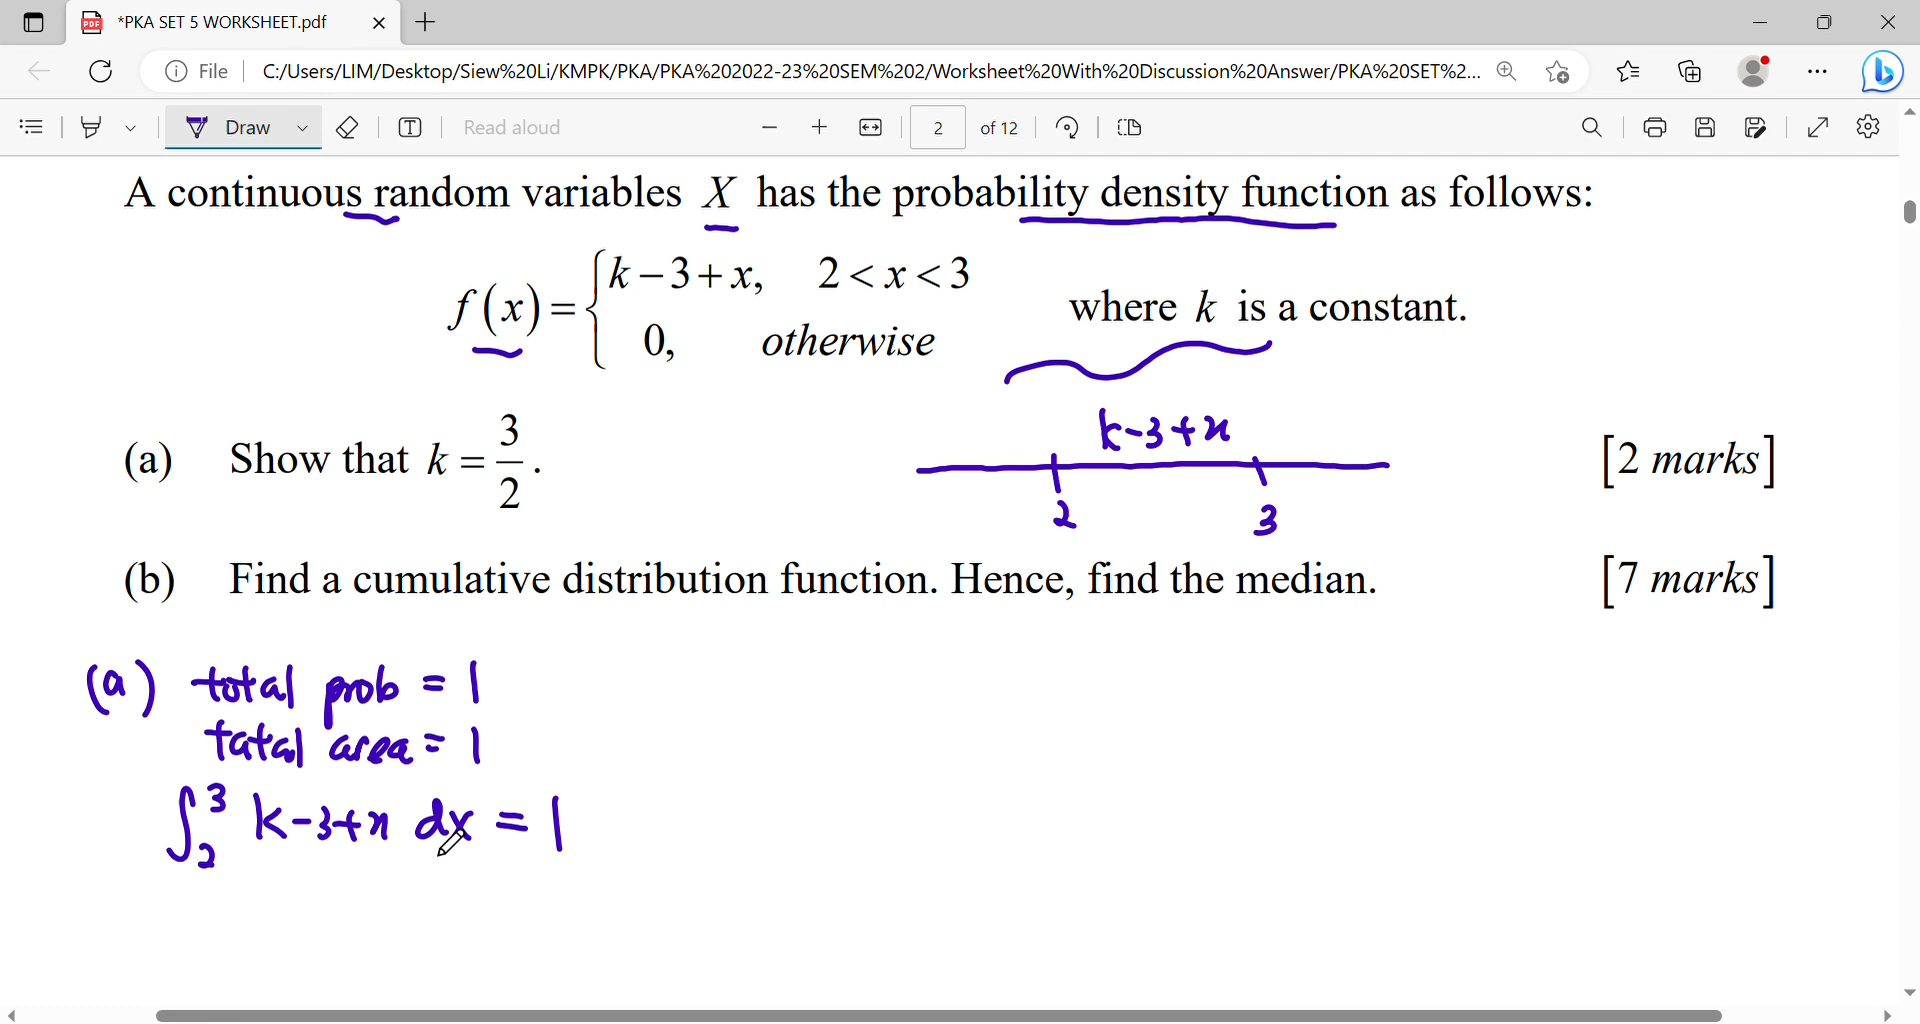 *PKA SET 5 WORKSHEET.pdf
File C:/Users/LIM/Desktop/Siew%20Li/KMPK/PKA/PKA%202022-23%20SEM%202/Worksheet%20With%20Discussion%20Answer/PKA%20SET%2...
Draw Read aloud 2 of 12
A continuous random variables X has the probability density function as follows:
f(x) = { k − 3 + x, 2 < x < 3
0, otherwise
where k is a constant.
k-3+x
(a) Show that k = 3/2. [2 marks]
2 3
(b) Find a cumulative distribution function. Hence, find the median. [7 marks]
(a) total prob = 1
tatal area = 1
∫₂³ k-3+x dx = 1